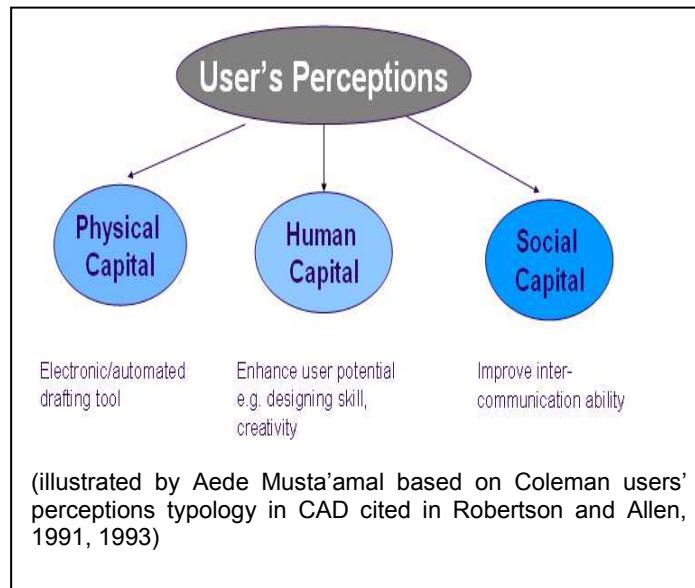 User's Perceptions
Physical
Capital
Human
Capital
Social
Capital
Electronic/automated
drafting tool
Enhance user potential
e.g. designing skill,
creativity
Improve inter-
communication ability
(illustrated by Aede Musta’amal based on Coleman users’
perceptions typology in CAD cited in Robertson and Allen,
1991, 1993)